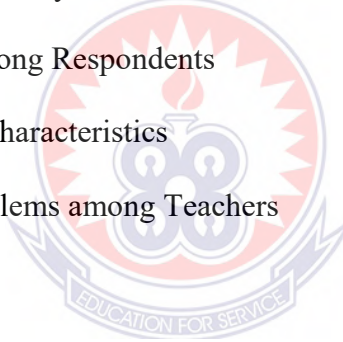 ong Respondents
haracteristics
lems among Teachers
EDUCATION FOR SERVICE